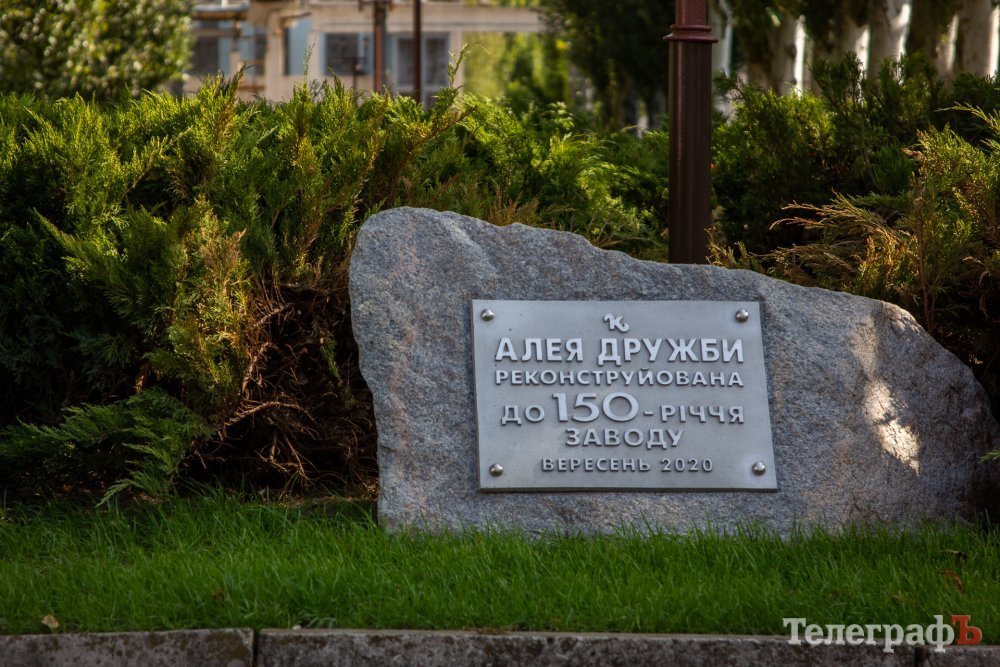 АЛЕЯ ДРУЖБИ
РЕКОНСТРУЙОВАНА
ДО 150-РІЧЧЯ
ЗАВОДУ
ВЕРЕСЕНЬ 2020
ТелеграфЪ